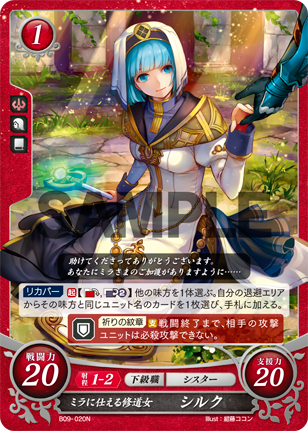 1
SAMPLE
助けてくださってありがとうございます。
あなたにミラさまのご加護がありますように……
リカバー 起 【 、 2】他の味方を1体選ぶ。自分の退避エリア
からその味方と同じユニット名のカードを1枚選び、手札に加える。
祈りの紋章 防 戦闘終了まで、相手の攻撃
ユニットは必殺攻撃できない。
戦闘力
20
射程 1-2 下級職 シスター
支援力
20
ミラに仕える修道女 シルク
B09-020N
Illust:紺藤ココン